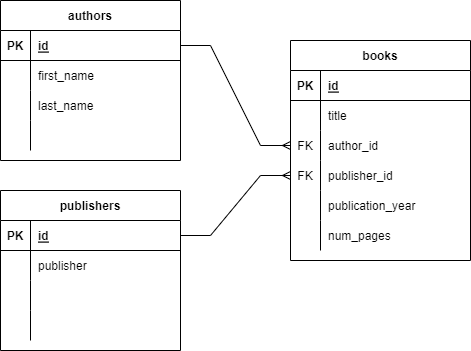 authors
PK id
first_name
last_name
books
PK id
title
FK author_id
FK publisher_id
publication_year
num_pages
publishers
PK id
publisher